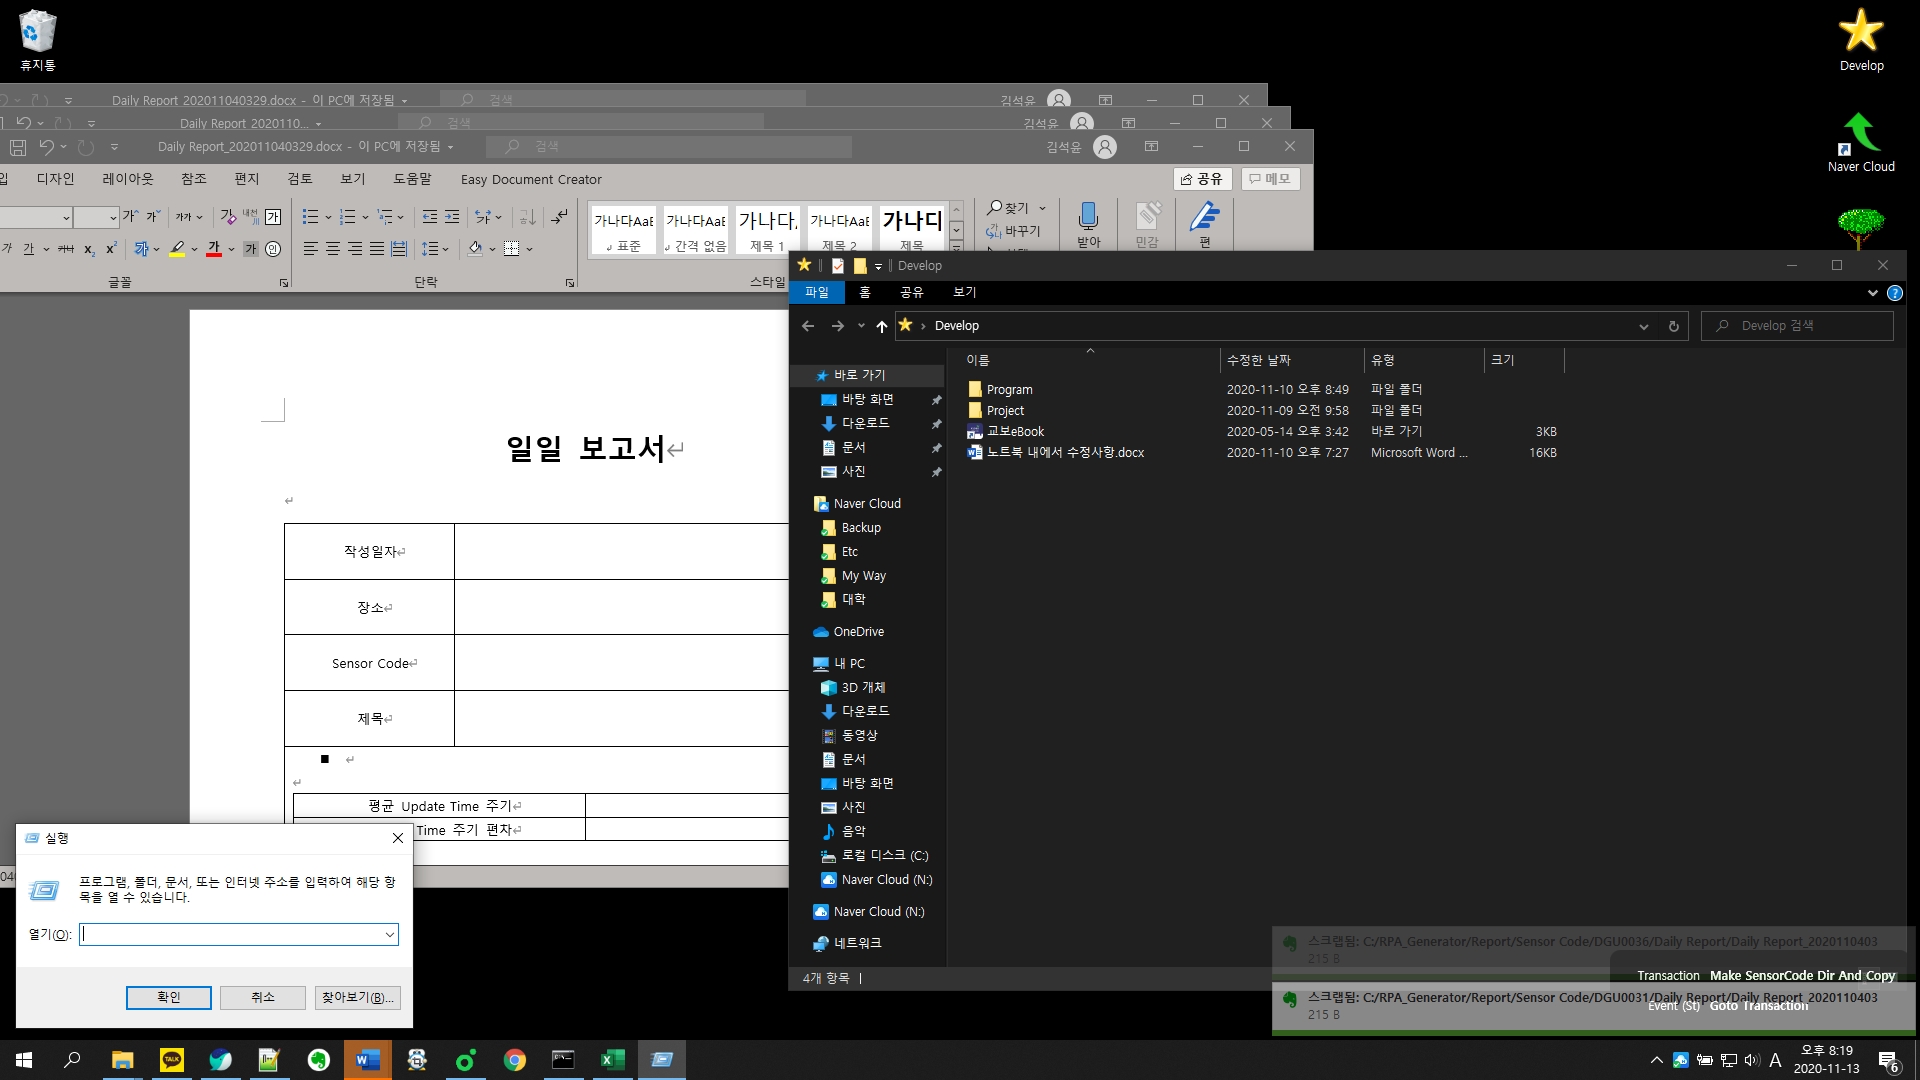 휴지통
Develop
Naver Cloud
Daily Report 202011040329.docx - 이 PC에 저장됨
검색
김석윤
Daily Report 2020110...
검색
김석윤
Daily Report_202011040329.docx - 이 PC에 저장됨
검색
김석윤
입 디자인 레이아웃 참조 편지 검토 보기 도움말 Easy Document Creator
공유 메모
가나다AaE 가나다AaE 가나다, 가나다AaE 가나다
표준 간격 없음 제목 1 제목 2 제목
찾기
바꾸기
받아
민감
편
글꼴 단락 스타일
일일 보고서
작성일자
장소
Sensor Code
제목
평균 Update Time 주기
Time 주기 편차
Develop
파일 홈 공유 보기
Develop
Develop 검색
이름 수정한 날짜 유형 크기
Program 2020-11-10 오후 8:49 파일 폴더
Project 2020-11-09 오전 9:58 파일 폴더
교보eBook 2020-05-14 오후 3:42 바로 가기 3KB
노트북 내에서 수정사항.docx 2020-11-10 오후 7:27 Microsoft Word ... 16KB
바로 가기
바탕 화면
다운로드
문서
사진
Naver Cloud
Backup
Etc
My Way
대학
OneDrive
내 PC
3D 개체
다운로드
동영상
문서
바탕 화면
사진
음악
로컬 디스크 (C:)
Naver Cloud (N:)
Naver Cloud (N:)
네트워크
4개 항목
실행
프로그램, 폴더, 문서, 또는 인터넷 주소를 입력하여 해당 항
목을 열 수 있습니다.
열기(O):
확인 취소 찾아보기(B)...
스크랩됨: C:/RPA_Generator/Report/Sensor Code/DGU0036/Daily Report/Daily Report_2020110403
215 B
Transaction Make SensorCode Dir And Copy
스크랩됨: C:/RPA_Generator/Report/Sensor Code/DGU0031/Daily Report/Daily Report_2020110403
Event (St) Goto Transaction
215 B
TALK
A
오후 8:19
2020-11-13
6